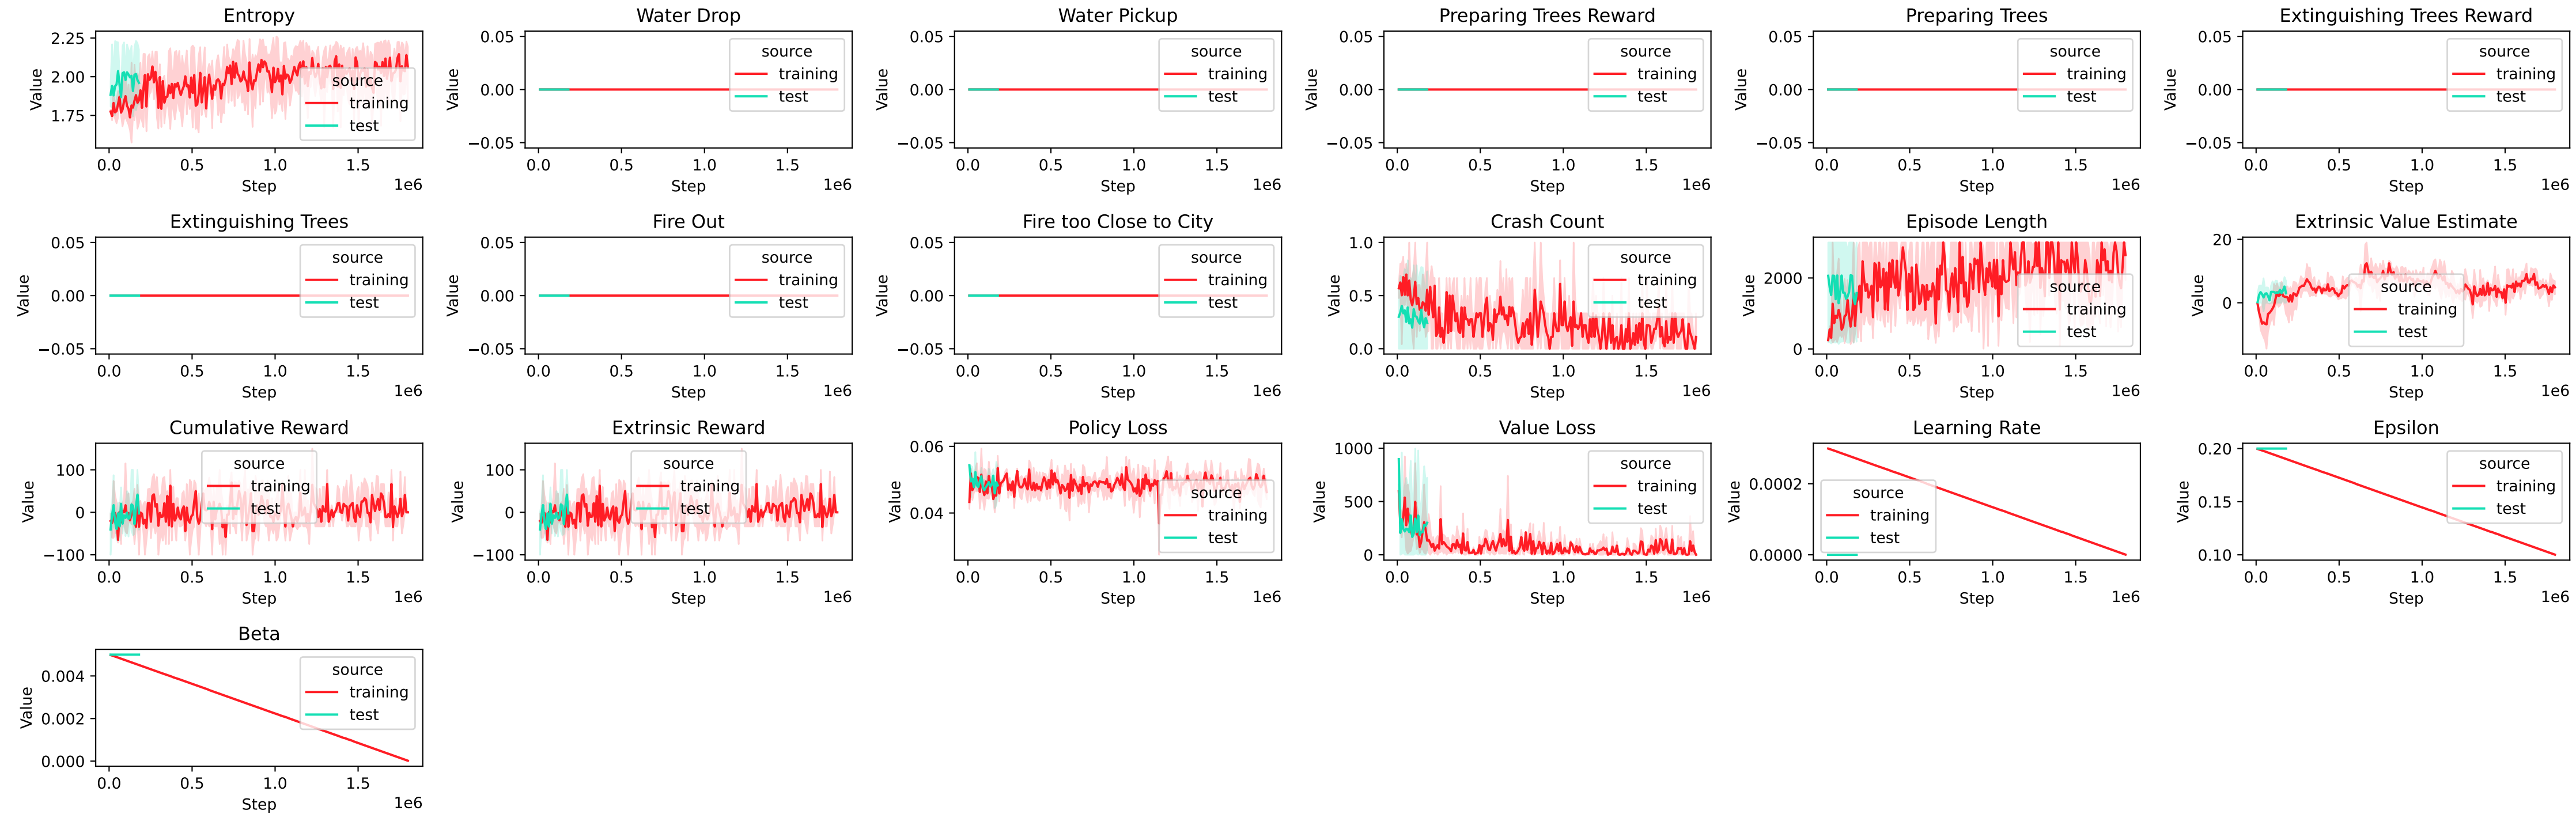 Entropy
Value
2.25
2.00
1.75
source
training
test
0.0 0.5 1.0 1.5
Step
1e6
Water Drop
Value
0.05
0.00
−0.05
source
training
test
0.0 0.5 1.0 1.5
Step
1e6
Water Pickup
Value
0.05
0.00
−0.05
source
training
test
0.0 0.5 1.0 1.5
Step
1e6
Preparing Trees Reward
Value
0.05
0.00
−0.05
source
training
test
0.0 0.5 1.0 1.5
Step
1e6
Preparing Trees
Value
0.05
0.00
−0.05
source
training
test
0.0 0.5 1.0 1.5
Step
1e6
Extinguishing Trees Reward
Value
0.05
0.00
−0.05
source
training
test
0.0 0.5 1.0 1.5
Step
1e6
Extinguishing Trees
Value
0.05
0.00
−0.05
source
training
test
0.0 0.5 1.0 1.5
Step
1e6
Fire Out
Value
0.05
0.00
−0.05
source
training
test
0.0 0.5 1.0 1.5
Step
1e6
Fire too Close to City
Value
0.05
0.00
−0.05
source
training
test
0.0 0.5 1.0 1.5
Step
1e6
Crash Count
Value
1.0
0.5
0.0
source
training
test
0.0 0.5 1.0 1.5
Step
1e6
Episode Length
Value
2000
0
source
training
test
0.0 0.5 1.0 1.5
Step
1e6
Extrinsic Value Estimate
Value
20
0
source
training
test
0.0 0.5 1.0 1.5
Step
1e6
Cumulative Reward
Value
100
0
−100
source
training
test
0.0 0.5 1.0 1.5
Step
1e6
Extrinsic Reward
Value
100
0
−100
source
training
test
0.0 0.5 1.0 1.5
Step
1e6
Policy Loss
Value
0.06
0.04
source
training
test
0.0 0.5 1.0 1.5
Step
1e6
Value Loss
Value
1000
500
0
source
training
test
0.0 0.5 1.0 1.5
Step
1e6
Learning Rate
Value
0.0002
0.0000
source
training
test
0.0 0.5 1.0 1.5
Step
1e6
Epsilon
Value
0.20
0.15
0.10
source
training
test
0.0 0.5 1.0 1.5
Step
1e6
Beta
Value
0.004
0.002
0.000
source
training
test
0.0 0.5 1.0 1.5
Step
1e6